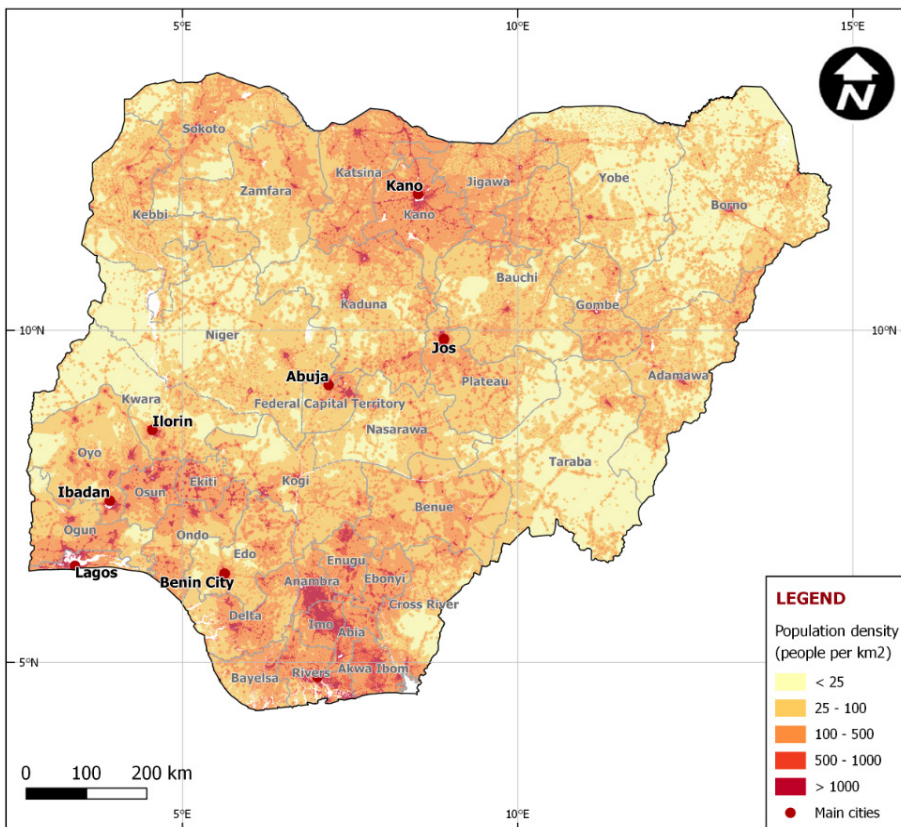 5°E 10°E 15°E
N
Sokoto
Katsina
Kano
Jigawa
Yobe
Zamfara
Kano
Kebbi
Borno
Bauchi
Kaduna
Gombe
10°N 10°N
Niger
Jos
Abuja
Plateau
Adamawa
Kwara
Federal Capital Territory
Ilorin
Nasarawa
Oyo
Taraba
Ekiti
Kogi
Ibadan
Osun
Benue
Ogun
Ondo
Edo
Enugu
Lagos
Benin City
Anambra
Ebonyi
Cross River
Delta
Imo
Abia
5°N
Akwa Ibom
Rivers
Bayelsa
LEGEND
Population density
(people per km2)
< 25
25 - 100
100 - 500
500 - 1000
> 1000
Main cities
0 100 200 km
5°E 10°E